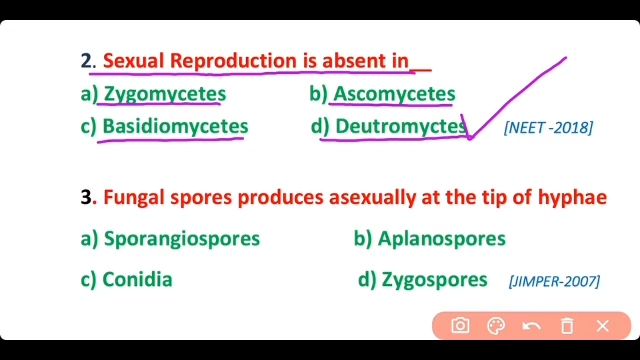 2. Sexual Reproduction is absent in__
a) Zygomycetes b) Ascomycetes
c) Basidiomycetes d) Deutromyctes [NEET -2018]
3. Fungal spores produces asexually at the tip of hyphae
a) Sporangiospores b) Aplanospores
c) Conidia d) Zygospores [JIMPER-2007]